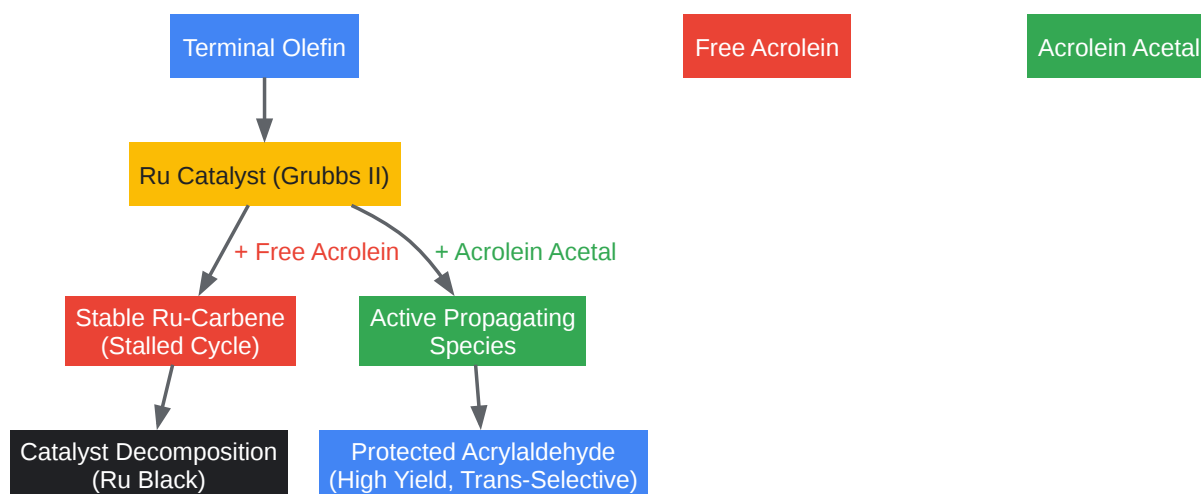 Terminal Olefin
Free Acrolein
Acrolein Acetal
Ru Catalyst (Grubbs II)
+ Free Acrolein
+ Acrolein Acetal
Stable Ru-Carbene
(Stalled Cycle)
Active Propagating
Species
Catalyst Decomposition
(Ru Black)
Protected Acrylaldehyde
(High Yield, Trans-Selective)